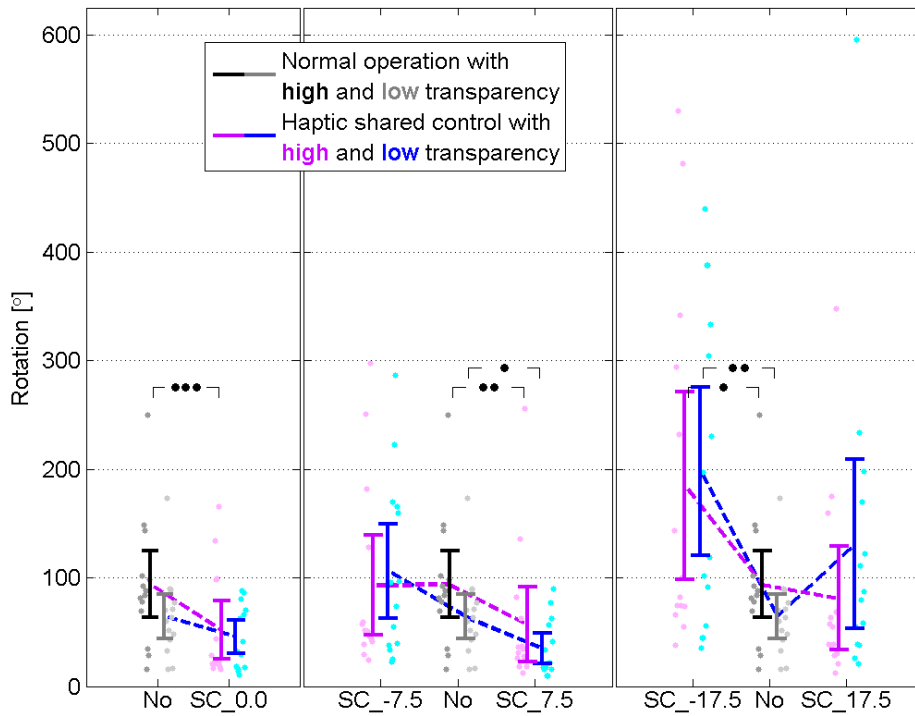 600
500
400
300
200
100
0
Rotation [°]
Normal operation with
high and low transparency
Haptic shared control with
high and low transparency
No SC_0.0 SC_-7.5 No SC_7.5 SC_-17.5 No SC_17.5